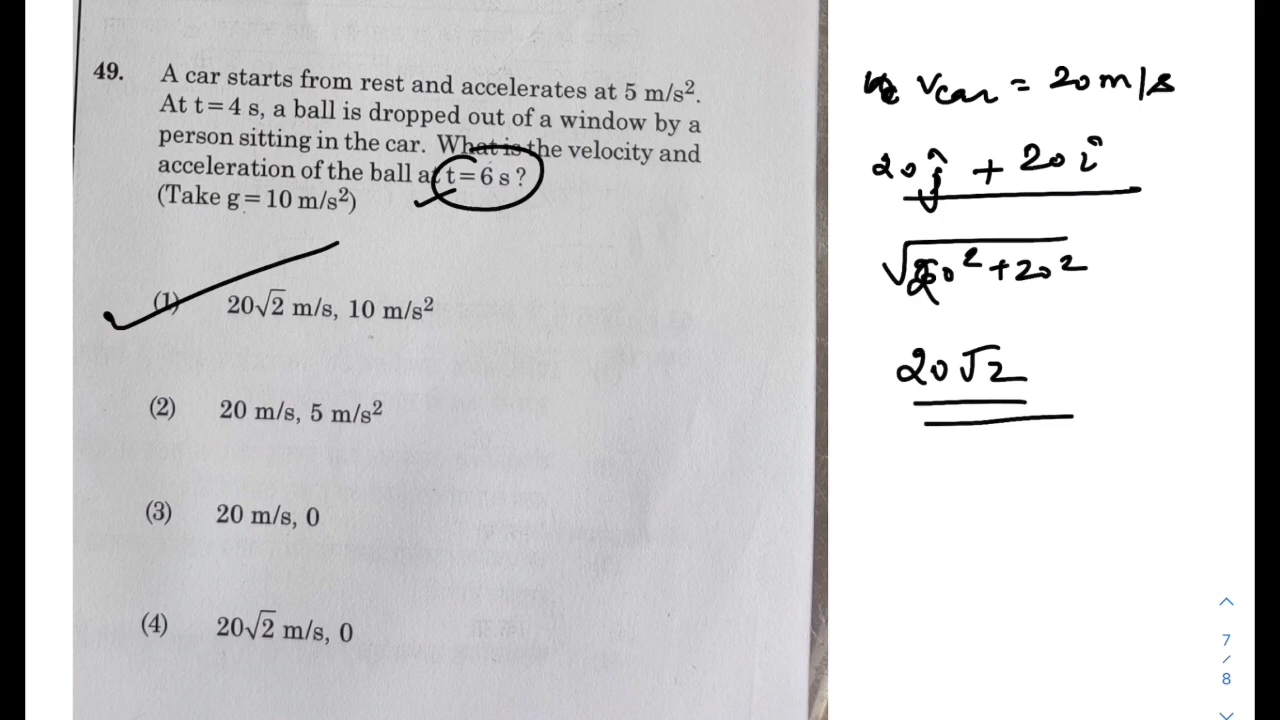 49. A car starts from rest and accelerates at 5 m/s².
At t=4 s, a ball is dropped out of a window by a
person sitting in the car. What is the velocity and
acceleration of the ball at t=6 s?
(Take g=10 m/s²)
(1) 20√2 m/s, 10 m/s²
(2) 20 m/s, 5 m/s²
(3) 20 m/s, 0
(4) 20√2 m/s, 0
Vcar = 20 m/s
20 ĵ + 20 î
√20² + 20²
20√2
7
/
8